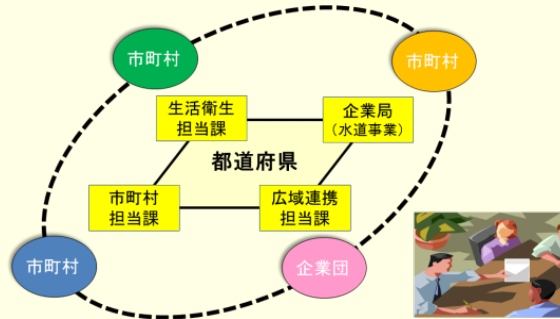 市町村
市町村
生活衛生
担当課
企業局
（水道事業）
都道府県
市町村
担当課
広域連携
担当課
市町村
企業団